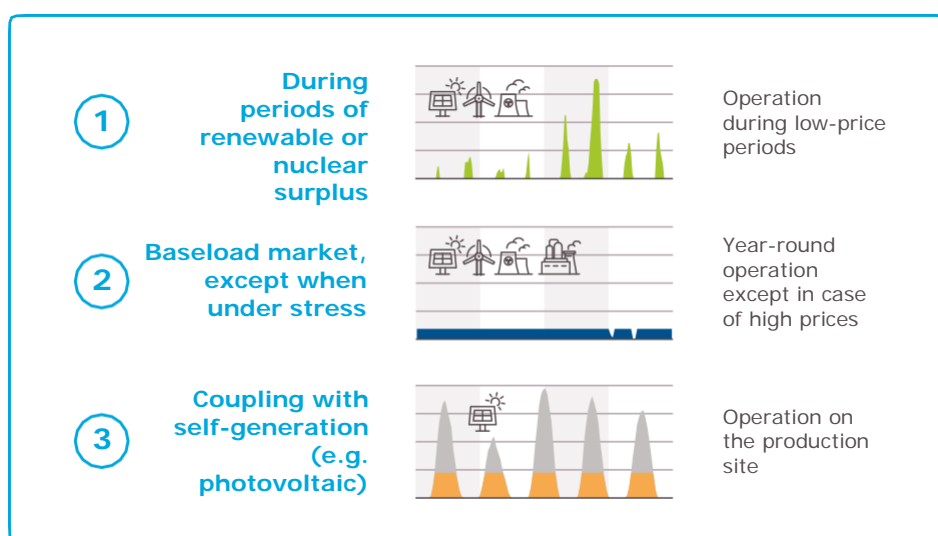 1
During
periods of
renewable or
nuclear
surplus
Operation
during low-price
periods
2
Baseload market,
except when
under stress
Year-round
operation
except in case
of high prices
3
Coupling with
self-generation
(e.g.
photovoltaic)
Operation on
the production
site